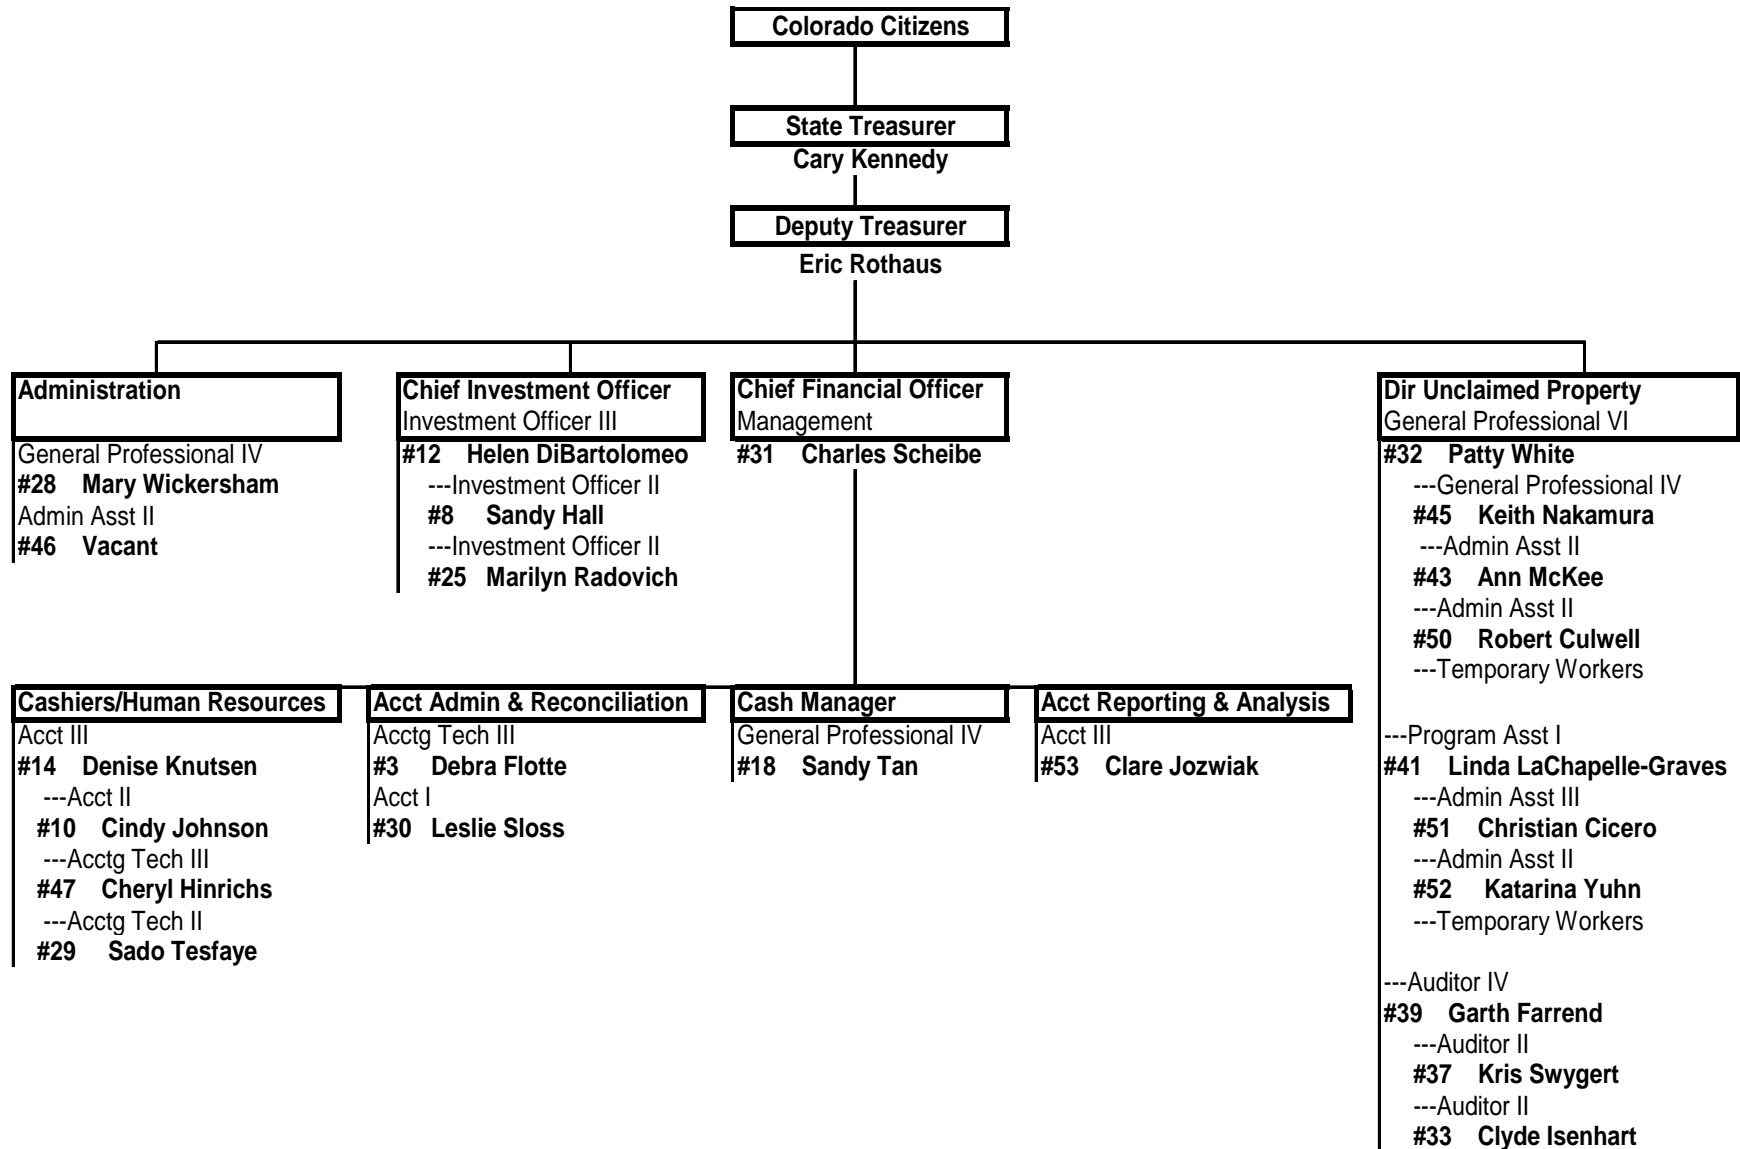 Colorado Citizens
State Treasurer
Cary Kennedy
Deputy Treasurer
Eric Rothaus
Administration
General Professional IV
#28 Mary Wickersham
Admin Asst II
#46 Vacant
Chief Investment Officer
Investment Officer III
#12 Helen DiBartolomeo
---Investment Officer II
#8 Sandy Hall
---Investment Officer II
#25 Marilyn Radovich
Chief Financial Officer
Management
#31 Charles Scheibe
Dir Unclaimed Property
General Professional VI
#32 Patty White
---General Professional IV
#45 Keith Nakamura
---Admin Asst II
#43 Ann McKee
---Admin Asst II
#50 Robert Culwell
---Temporary Workers
---Program Asst I
#41 Linda LaChapelle-Graves
---Admin Asst III
#51 Christian Cicero
---Admin Asst II
#52 Katarina Yuhn
---Temporary Workers
---Auditor IV
#39 Garth Farrend
---Auditor II
#37 Kris Swygert
---Auditor II
#33 Clyde Isenhart
Cashiers/Human Resources
Acct III
#14 Denise Knutsen
---Acct II
#10 Cindy Johnson
---Acctg Tech III
#47 Cheryl Hinrichs
---Acctg Tech II
#29 Sado Tesfaye
Acct Admin & Reconciliation
Acctg Tech III
#3 Debra Flotte
Acct I
#30 Leslie Sloss
Cash Manager
General Professional IV
#18 Sandy Tan
Acct Reporting & Analysis
Acct III
#53 Clare Jozwiak